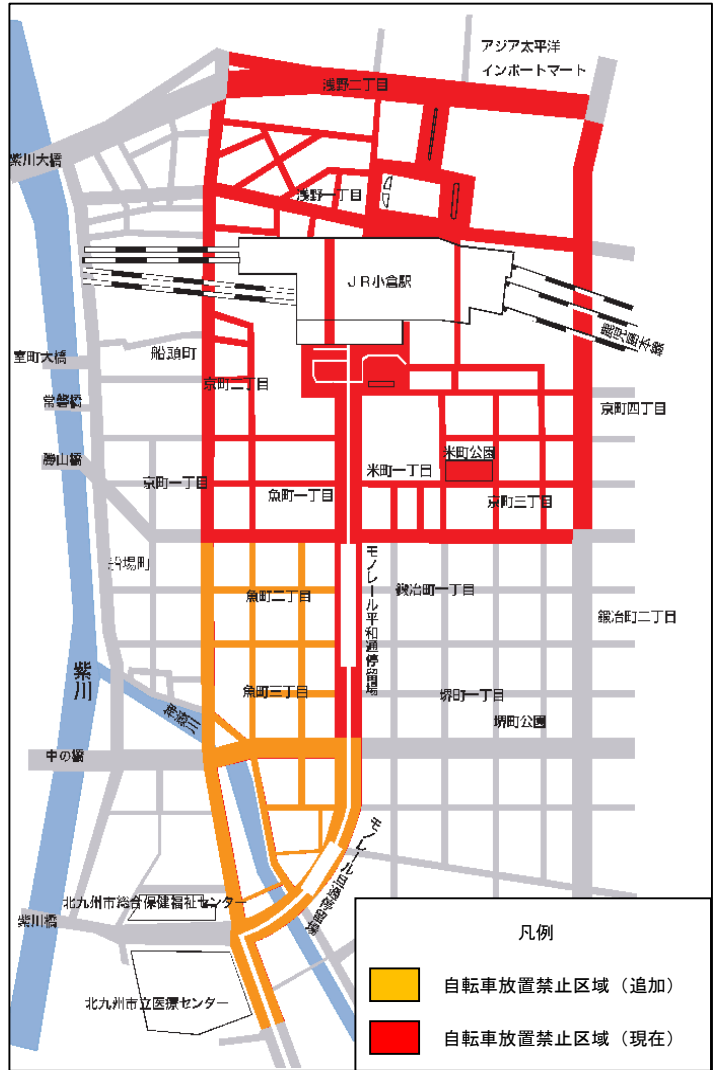 アジア太平洋
インポートマート
浅野二丁目
紫川大橋
浅野一丁目
JR小倉駅
鹿児島本線
室町大橋
船頭町
京町二丁目
常磐橋
京町四丁目
勝山橋
京町一丁目
魚町一丁目
米町一丁目
米町公園
京町三丁目
船場町
モノレール平和通停留場
魚町二丁目
鍛冶町一丁目
鍛冶町二丁目
紫川
神嶽川
魚町三丁目
堺町一丁目
堺町公園
中の橋
モノレール旦過停留場
北九州市総合保健福祉センター
紫川橋
北九州市立医療センター
凡例
自転車放置禁止区域(追加)
自転車放置禁止区域(現在)